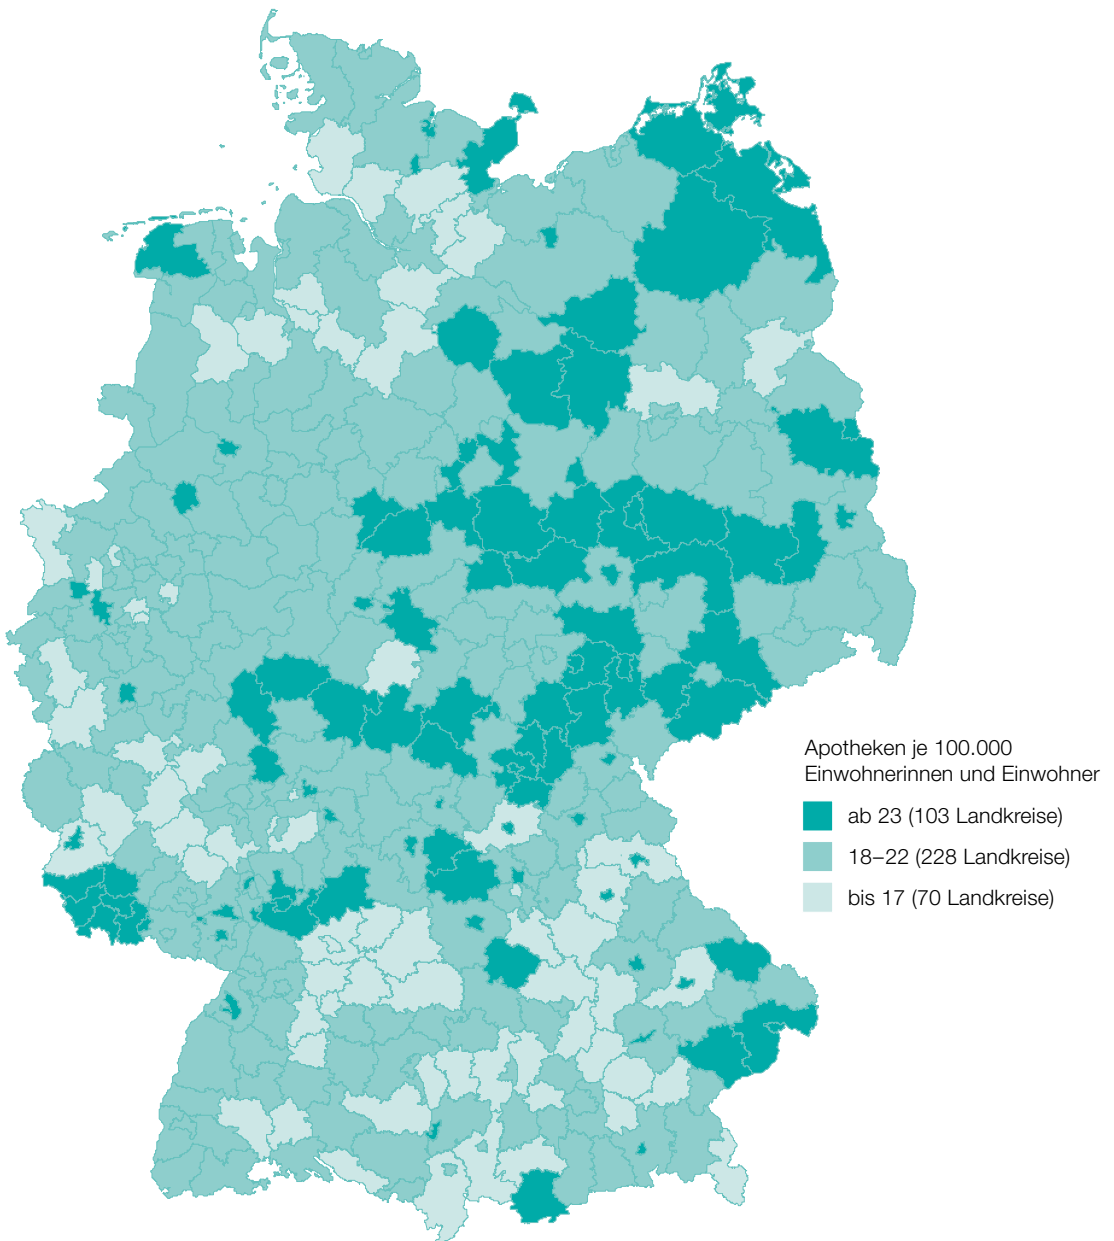 Apotheken je 100.000
Einwohnerinnen und Einwohner
ab 23 (103 Landkreise)
18–22 (228 Landkreise)
bis 17 (70 Landkreise)